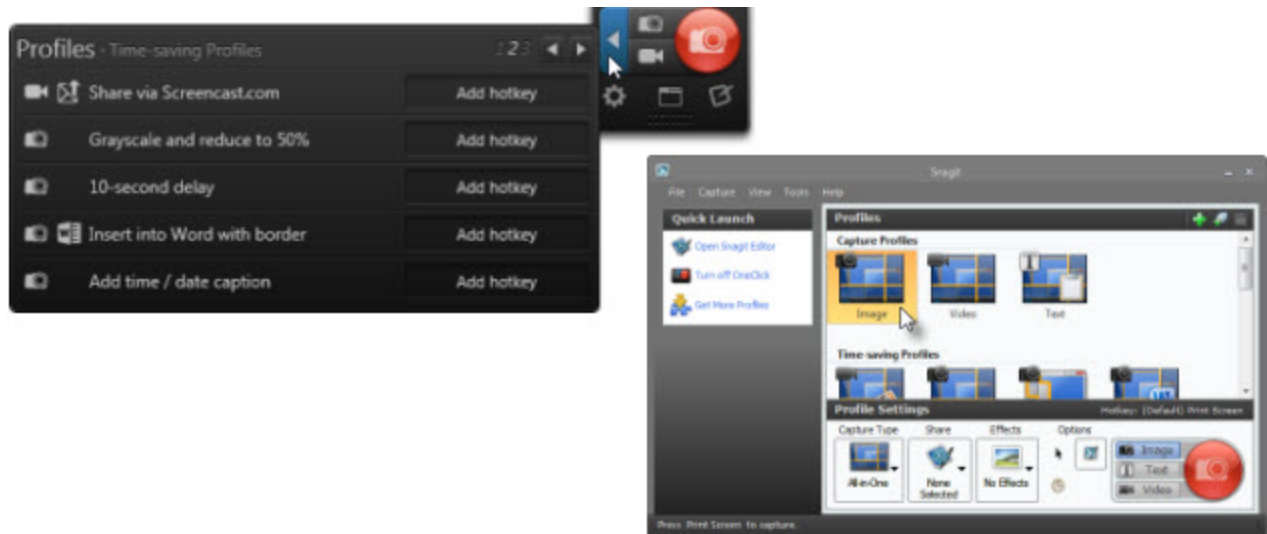 Profiles - Time-saving Profiles 1 2 3
Share via Screencast.com Add hotkey
Grayscale and reduce to 50% Add hotkey
10-second delay Add hotkey
Insert into Word with border Add hotkey
Add time / date caption Add hotkey
Snagit
File Capture View Tools Help
Quick Launch
Open Snagit Editor
Turn off OneClick
Get More Profiles
Profiles
Capture Profiles
Image Video Text
Time-saving Profiles
Profile Settings Hotkey: (Default) Print Screen
Capture Type Share Effects Options
All-in-One None Selected No Effects
Image
Text
Video
Press Print Screen to capture.